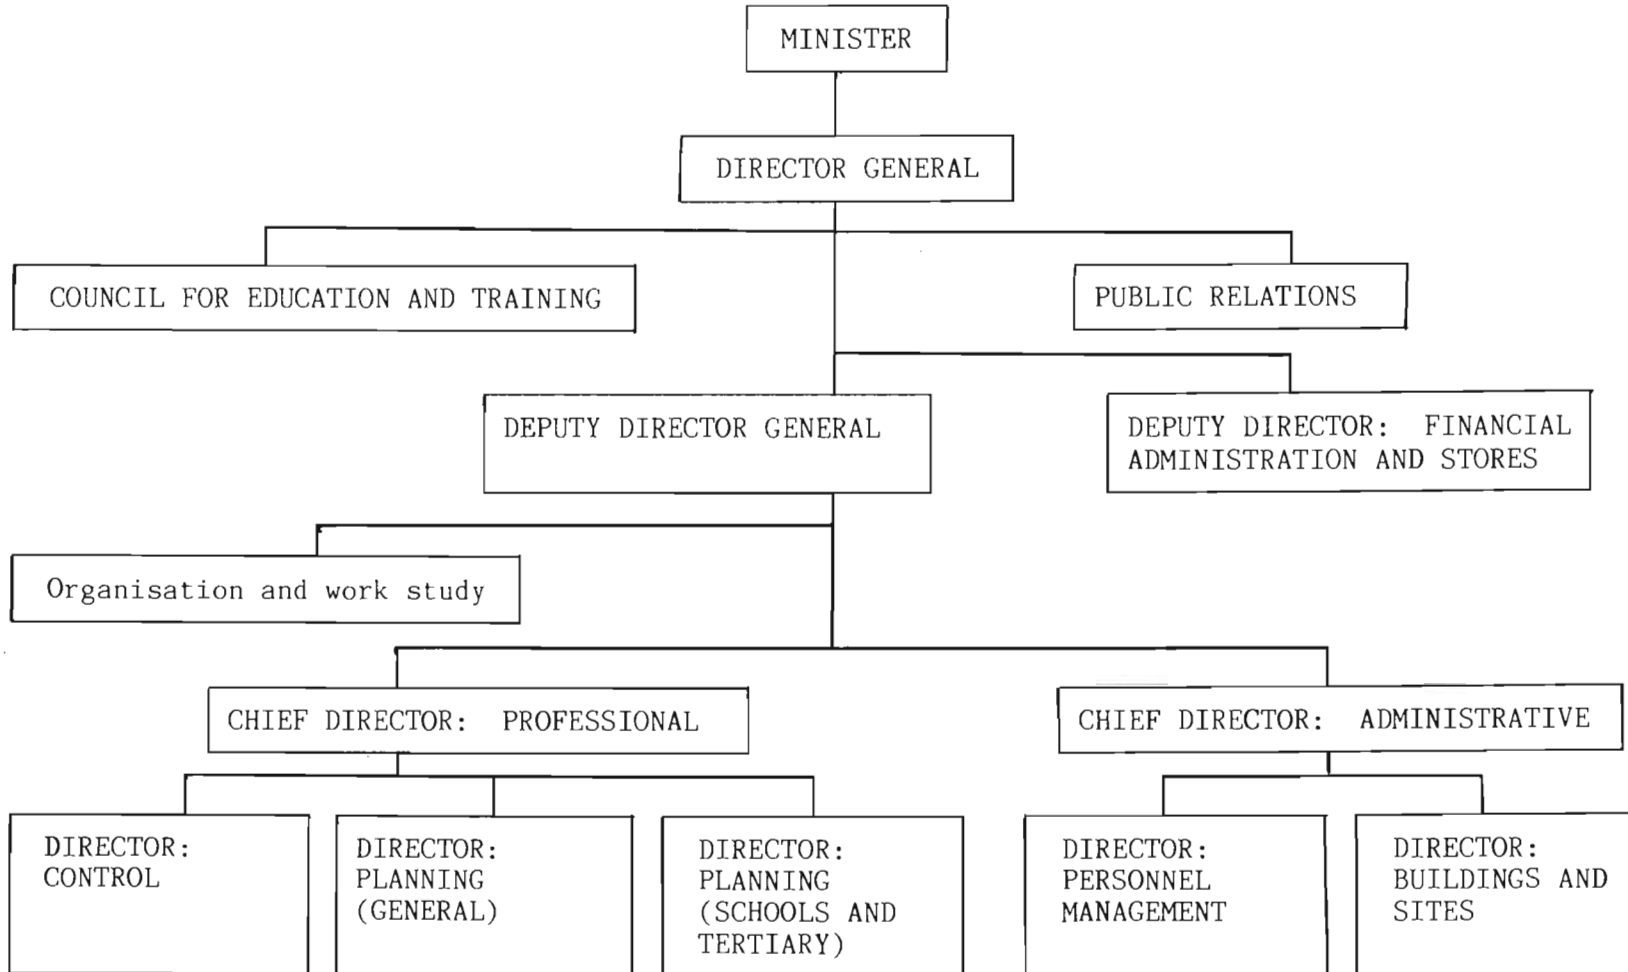 MINISTER
DIRECTOR GENERAL
COUNCIL FOR EDUCATION AND TRAINING
PUBLIC RELATIONS
DEPUTY DIRECTOR GENERAL
DEPUTY DIRECTOR: FINANCIAL
ADMINISTRATION AND STORES
Organisation and work study
CHIEF DIRECTOR: PROFESSIONAL
CHIEF DIRECTOR: ADMINISTRATIVE
DIRECTOR:
CONTROL
DIRECTOR:
PLANNING
(GENERAL)
DIRECTOR:
PLANNING
(SCHOOLS AND
TERTIARY)
DIRECTOR:
PERSONNEL
MANAGEMENT
DIRECTOR:
BUILDINGS AND
SITES